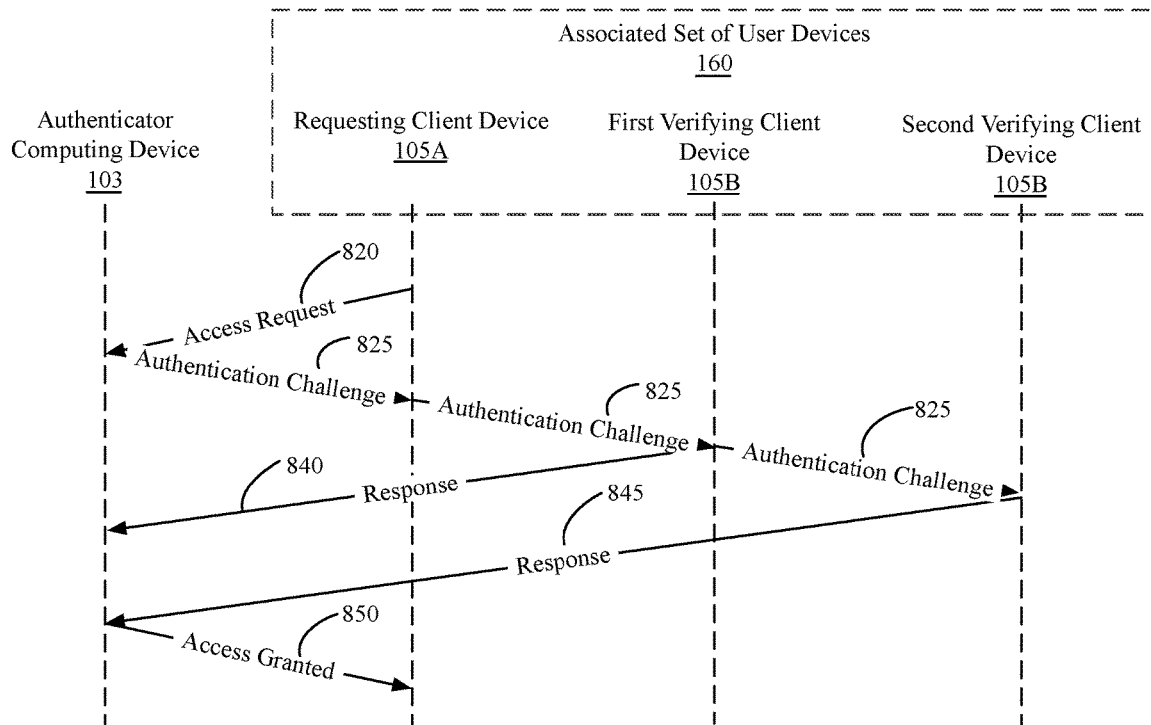 Associated Set of User Devices
160
Authenticator
Computing Device
103
Requesting Client Device
105A
First Verifying Client
Device
105B
Second Verifying Client
Device
105B
820
Access Request
825
Authentication Challenge
825
Authentication Challenge
825
Authentication Challenge
840
Response
845
Response
850
Access Granted